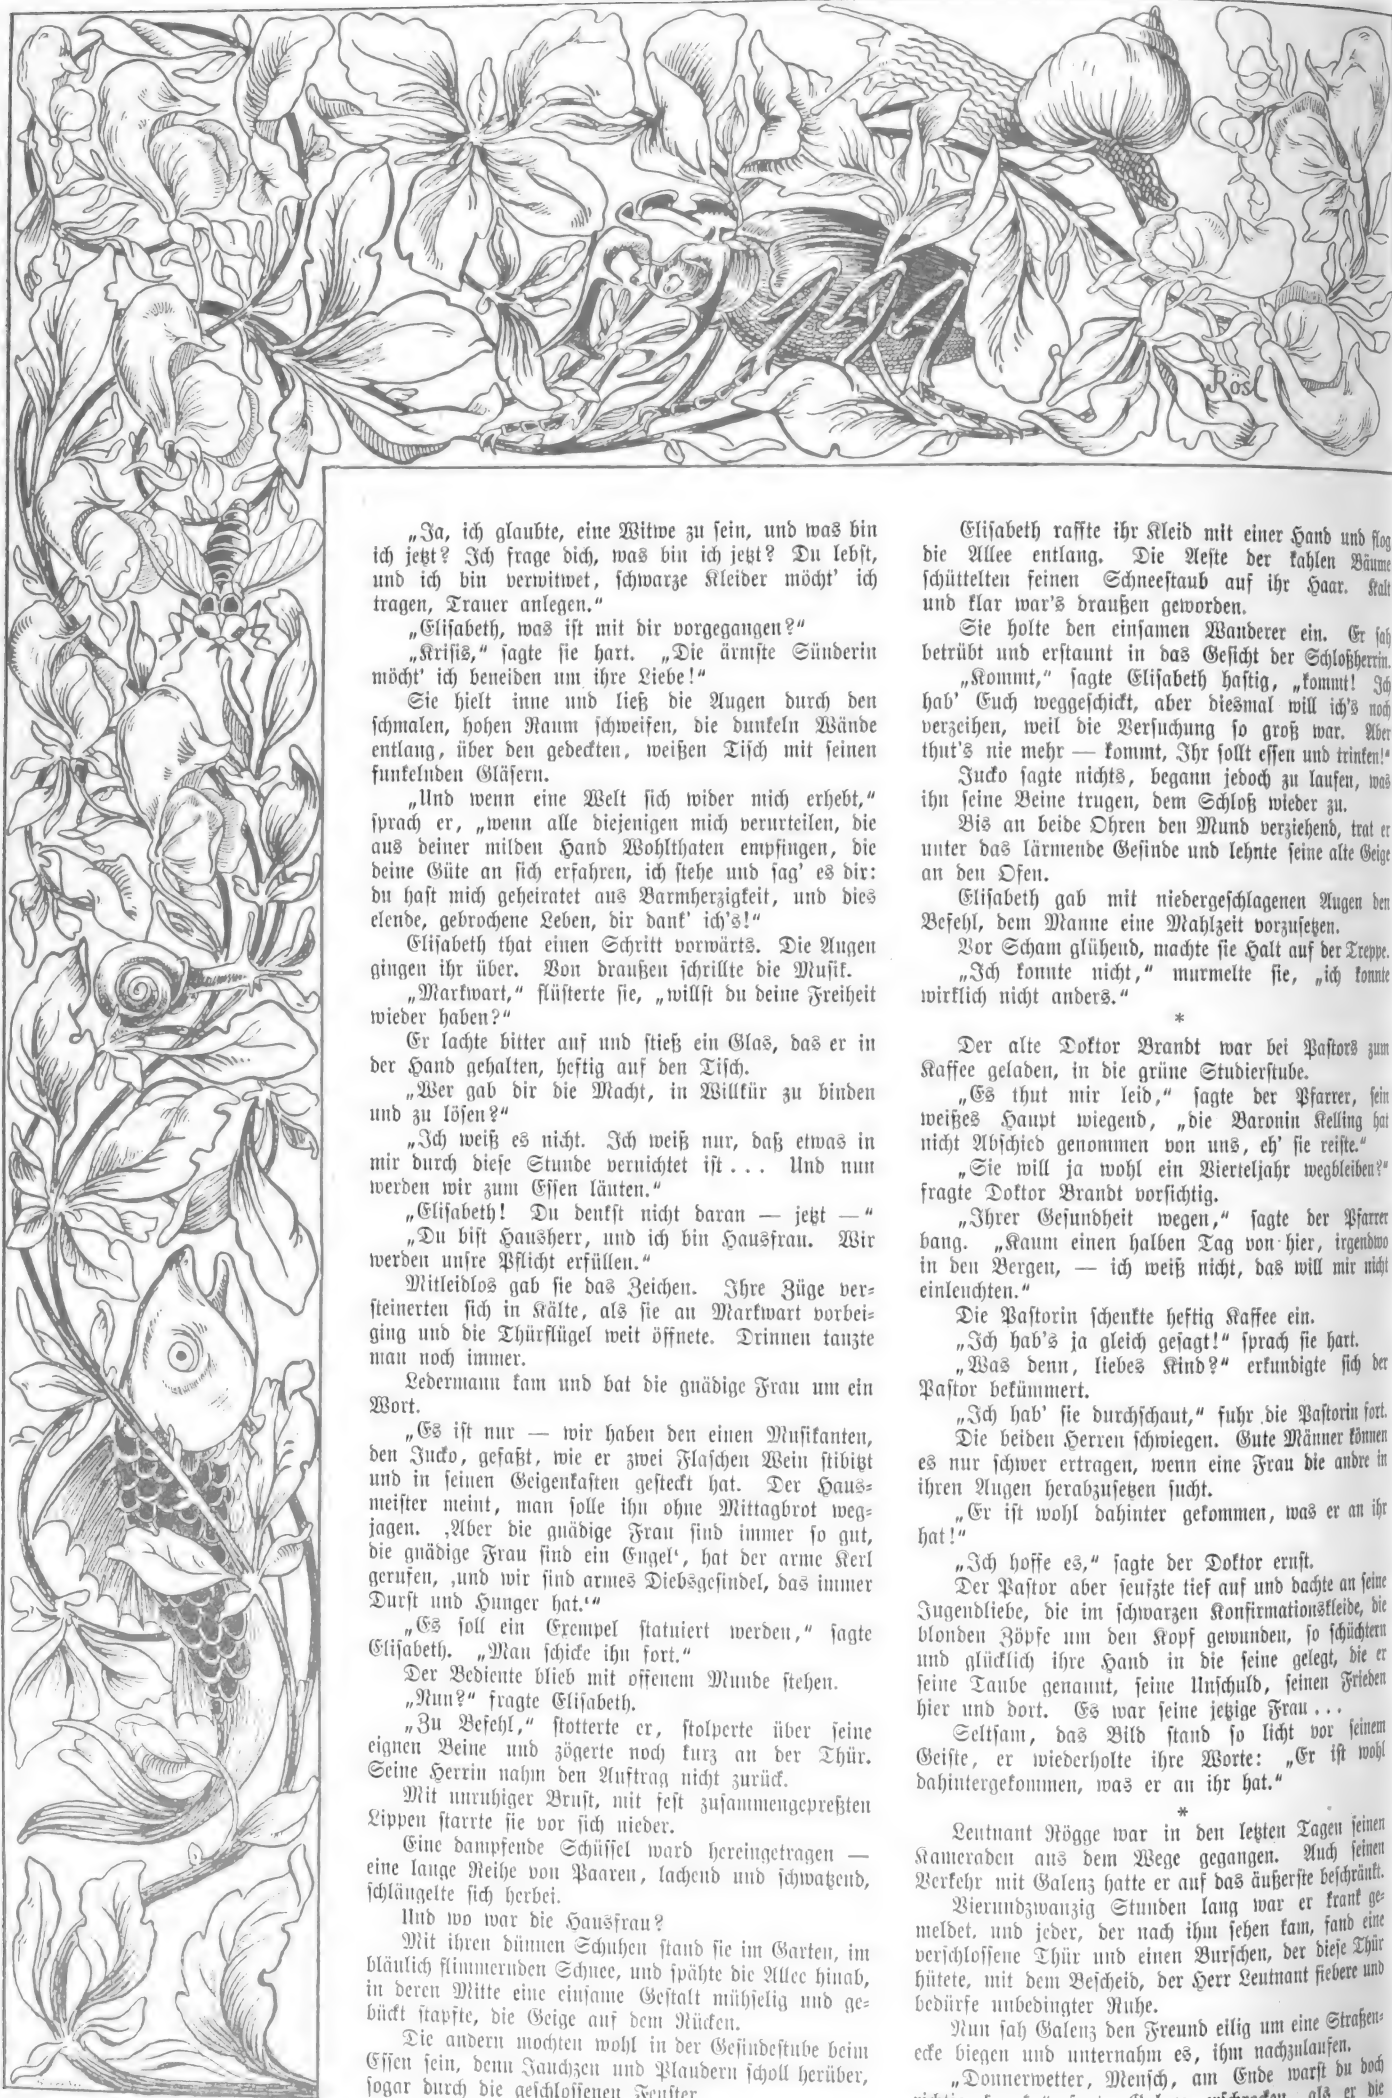 Rösl
„Ja, ich glaubte, eine Witwe zu sein, und was bin
ich jetzt? Ich frage dich, was bin ich jetzt? Du lebst,
und ich bin verwitwet, schwarze Kleider möcht' ich
tragen, Trauer anlegen.“
„Elisabeth, was ist mit dir vorgegangen?“
„Krisis,“ sagte sie hart. „Die ärmste Sünderin
möcht' ich beneiden um ihre Liebe!“
Sie hielt inne und ließ die Augen durch den
schmalen, hohen Raum schweifen, die dunkeln Wände
entlang, über den gedeckten, weißen Tisch mit seinen
funkelnden Gläsern.
„Und wenn eine Welt sich wider mich erhebt,“
sprach er, „wenn alle diejenigen mich verurteilen, die
aus deiner milden Hand Wohlthaten empfingen, die
deine Güte an sich erfahren, ich stehe und sag' es dir:
du hast mich geheiratet aus Barmherzigkeit, und dies
elende, gebrochene Leben, dir dank' ich's!“
Elisabeth that einen Schritt vorwärts. Die Augen
gingen ihr über. Von draußen schrillte die Musik.
„Markwart,“ flüsterte sie, „willst du deine Freiheit
wieder haben?“
Er lachte bitter auf und stieß ein Glas, das er in
der Hand gehalten, heftig auf den Tisch.
„Wer gab dir die Macht, in Willkür zu binden
und zu lösen?“
„Ich weiß es nicht. Ich weiß nur, daß etwas in
mir durch diese Stunde vernichtet ist... Und nun
werden wir zum Essen läuten.“
„Elisabeth! Du denkst nicht daran — jetzt —“
„Du bist Hausherr, und ich bin Hausfrau. Wir
werden unsre Pflicht erfüllen.“
Mitleidlos gab sie das Zeichen. Ihre Züge ver-
steinerten sich in Kälte, als sie an Markwart vorbei-
ging und die Thürflügel weit öffnete. Drinnen tanzte
man noch immer.
Ledermann kam und bat die gnädige Frau um ein
Wort.
„Es ist nur — wir haben den einen Musikanten,
den Jucko, gefaßt, wie er zwei Flaschen Wein stibitzt
und in seinen Geigenkasten gesteckt hat. Der Haus-
meister meint, man solle ihn ohne Mittagbrot weg-
jagen. ‚Aber die gnädige Frau sind immer so gut,
die gnädige Frau sind ein Engel‘, hat der arme Kerl
gerufen, ‚und wir sind armes Diebsgesindel, das immer
Durst und Hunger hat.‘“
„Es soll ein Exempel statuiert werden,“ sagte
Elisabeth. „Man schicke ihn fort.“
Der Bediente blieb mit offenem Munde stehen.
„Nun?“ fragte Elisabeth.
„Zu Befehl,“ stotterte er, stolperte über seine
eignen Beine und zögerte noch kurz an der Thür.
Seine Herrin nahm den Auftrag nicht zurück.
Mit unruhiger Brust, mit fest zusammengepreßten
Lippen starrte sie vor sich nieder.
Eine dampfende Schüssel ward hereingetragen —
eine lange Reihe von Paaren, lachend und schwatzend,
schlängelte sich herbei.
Und wo war die Hausfrau?
Mit ihren dünnen Schuhen stand sie im Garten, im
bläulich flimmernden Schnee, und spähte die Allee hinab,
in deren Mitte eine einsame Gestalt mühselig und ge-
bückt stapfte, die Geige auf dem Rücken.
Die andern mochten wohl in der Gesindestube beim
Essen sein, denn Jauchzen und Plaudern scholl herüber,
sogar durch die geschlossenen Fenster
Elisabeth raffte ihr Kleid mit einer Hand und flog
die Allee entlang. Die Aeste der kahlen Bäume
schüttelten feinen Schneestaub auf ihr Haar. Kalt
und klar war's draußen geworden.
Sie holte den einsamen Wanderer ein. Er sah
betrübt und erstaunt in das Gesicht der Schloßherrin.
„Kommt,“ sagte Elisabeth hastig, „kommt! Ich
hab' Euch weggeschickt, aber diesmal will ich's noch
verzeihen, weil die Versuchung so groß war. Aber
thut's nie mehr — kommt, Ihr sollt essen und trinken!“
Jucko sagte nichts, begann jedoch zu laufen, was
ihn seine Beine trugen, dem Schloß wieder zu.
Bis an beide Ohren den Mund verziehend, trat er
unter das lärmende Gesinde und lehnte seine alte Geige
an den Ofen.
Elisabeth gab mit niedergeschlagenen Augen den
Befehl, dem Manne eine Mahlzeit vorzusetzen.
Vor Scham glühend, machte sie Halt auf der Treppe.
„Ich konnte nicht,“ murmelte sie, „ich konnte
wirklich nicht anders.“
*
Der alte Doktor Brandt war bei Pastors zum
Kaffee geladen, in die grüne Studierstube.
„Es thut mir leid,“ sagte der Pfarrer, sein
weißes Haupt wiegend, „die Baronin Kelling hat
nicht Abschied genommen von uns, eh' sie reiste.“
„Sie will ja wohl ein Vierteljahr wegbleiben?“
fragte Doktor Brandt vorsichtig.
„Ihrer Gesundheit wegen,“ sagte der Pfarrer
bang. „Kaum einen halben Tag von hier, irgendwo
in den Bergen, — ich weiß nicht, das will mir nicht
einleuchten.“
Die Pastorin schenkte heftig Kaffee ein.
„Ich hab's ja gleich gesagt!“ sprach sie hart.
„Was denn, liebes Kind?“ erkundigte sich der
Pastor bekümmert.
„Ich hab' sie durchschaut,“ fuhr die Pastorin fort.
Die beiden Herren schwiegen. Gute Männer können
es nur schwer ertragen, wenn eine Frau die andre in
ihren Augen herabzusetzen sucht.
„Er ist wohl dahinter gekommen, was er an ihr
hat!“
„Ich hoffe es,“ sagte der Doktor ernst.
Der Pastor aber seufzte tief auf und dachte an seine
Jugendliebe, die im schwarzen Konfirmationskleide, die
blonden Zöpfe um den Kopf gewunden, so schüchtern
und glücklich ihre Hand in die seine gelegt, die er
seine Taube genannt, seine Unschuld, seinen Frieden
hier und dort. Es war seine jetzige Frau...
Seltsam, das Bild stand so licht vor seinem
Geiste, er wiederholte ihre Worte: „Er ist wohl
dahintergekommen, was er an ihr hat.“
*
Leutnant Rögge war in den letzten Tagen seinen
Kameraden aus dem Wege gegangen. Auch seinen
Verkehr mit Galenz hatte er auf das äußerste beschränkt.
Vierundzwanzig Stunden lang war er krank ge-
meldet, und jeder, der nach ihm sehen kam, fand eine
verschlossene Thür und einen Burschen, der diese Thür
hütete, mit dem Bescheid, der Herr Leutnant fiebere und
bedürfe unbedingter Ruhe.
Nun sah Galenz den Freund eilig um eine Straßen-
ecke biegen und unternahm es, ihm nachzulaufen.
„Donnerwetter, Mensch, am Ende warst du doch